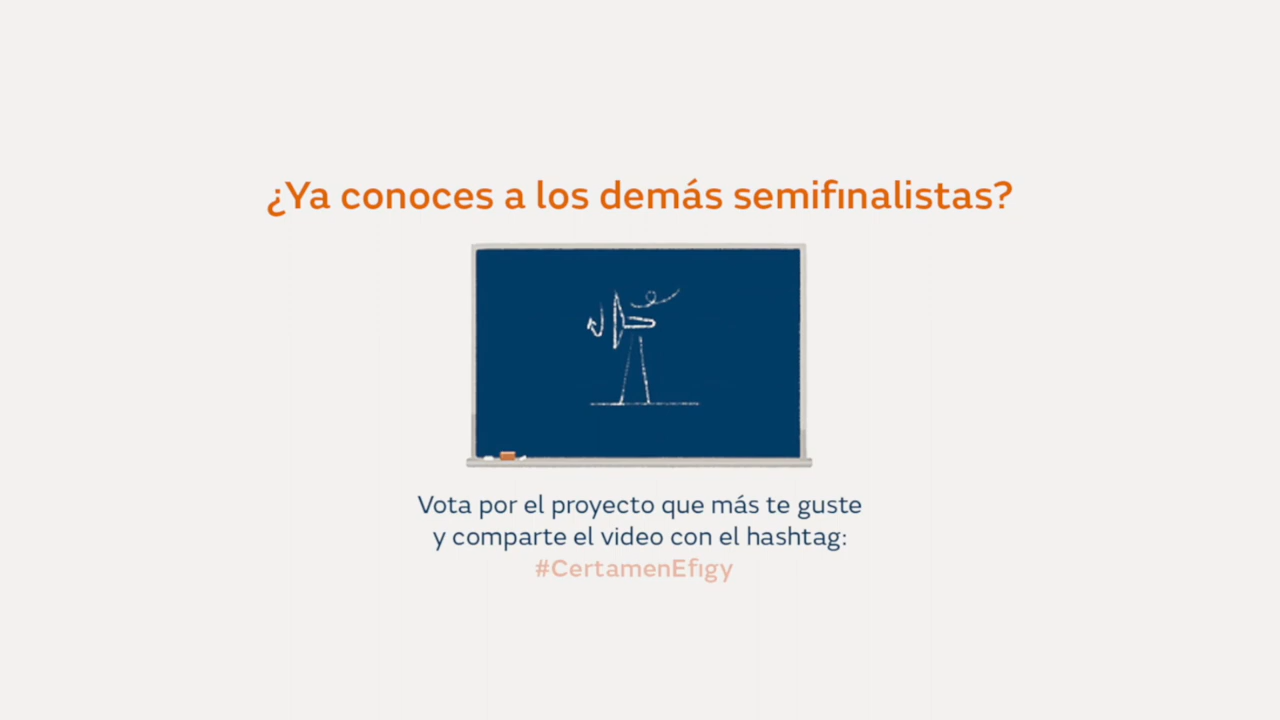 ¿Ya conoces a los demás semifinalistas?
Vota por el proyecto que más te guste
y comparte el video con el hashtag:
#CertamenEfigy